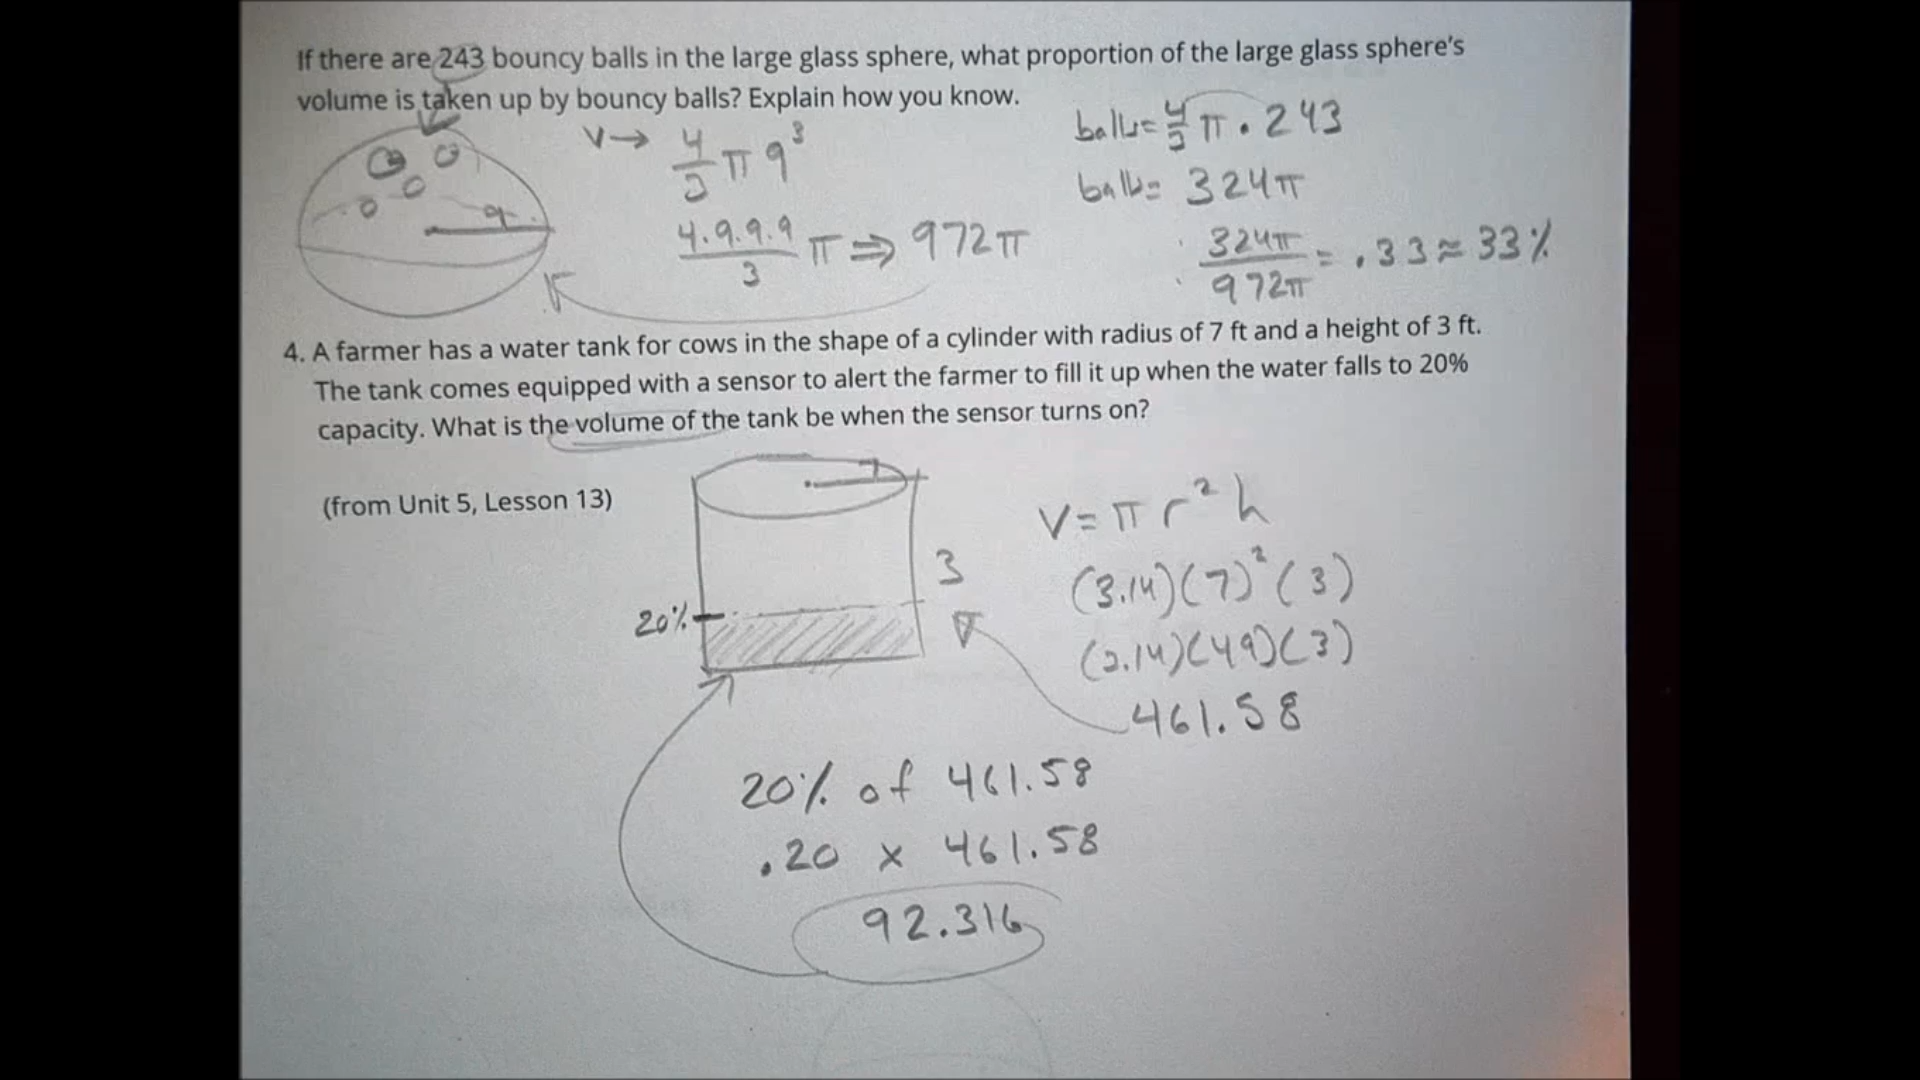 If there are 243 bouncy balls in the large glass sphere, what proportion of the large glass sphere's
volume is taken up by bouncy balls? Explain how you know.
V→ 4/3 π 9³
4.9.9.9/3 π ⇒ 972π
9
balls= 4/3 π · 243
balls= 324π
324π/972π = .33 ≈ 33%
4. A farmer has a water tank for cows in the shape of a cylinder with radius of 7 ft and a height of 3 ft.
The tank comes equipped with a sensor to alert the farmer to fill it up when the water falls to 20%
capacity. What is the volume of the tank be when the sensor turns on?
(from Unit 5, Lesson 13)
7
3
20%
V= π r² h
(3.14)(7)²(3)
(3.14)(49)(3)
461.58
20% of 461.58
.20 x 461.58
92.316